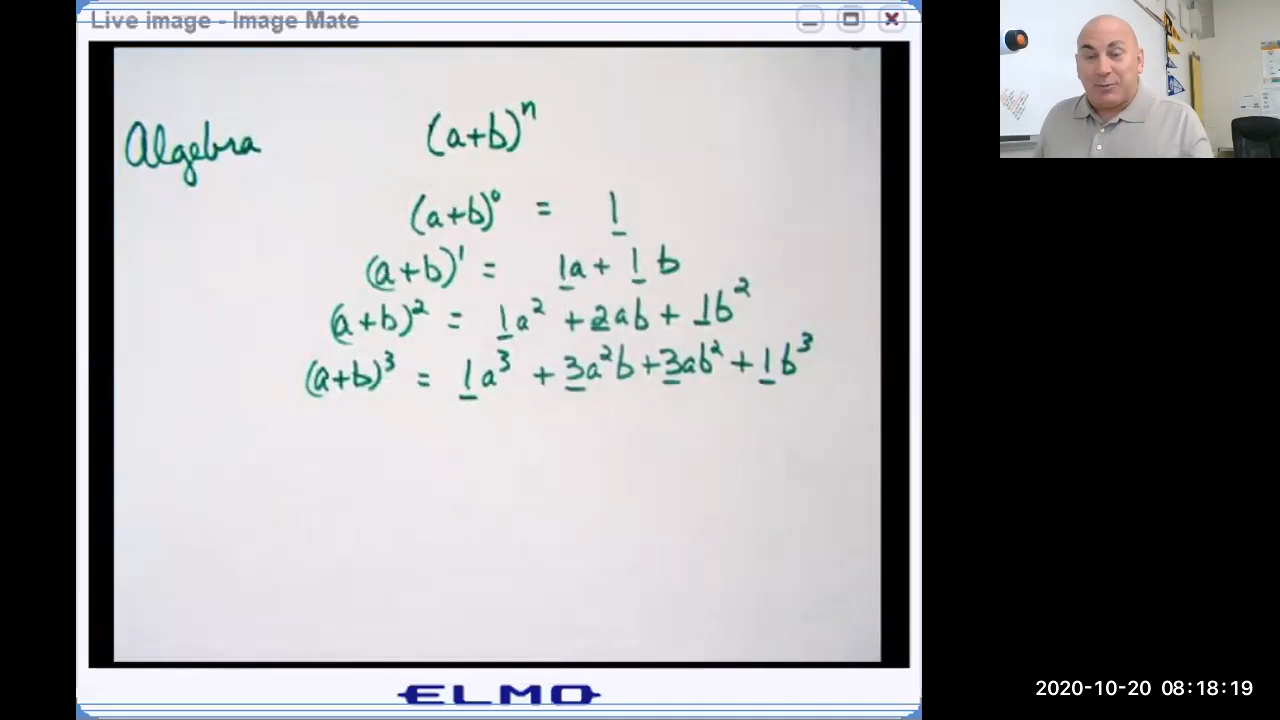 Live image - Image Mate
Algebra
(a+b)ⁿ
(a+b)⁰ = 1
(a+b)¹ = 1a + 1b
(a+b)² = 1a² + 2ab + 1b²
(a+b)³ = 1a³ + 3a²b + 3ab² + 1b³
ELMO
2020-10-20 08:18:19